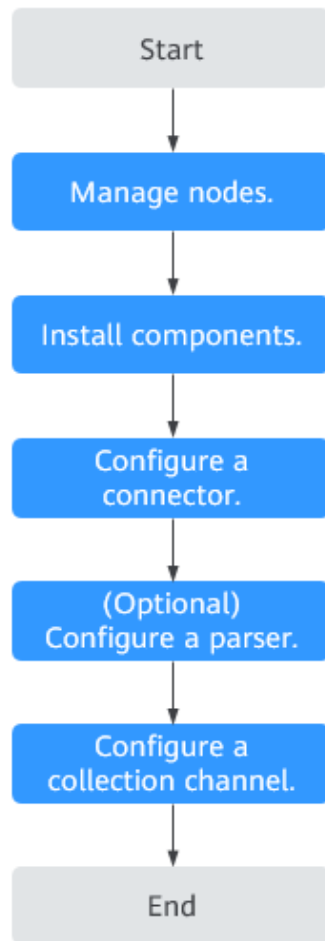 Start
Manage nodes.
Install components.
Configure a
connector.
(Optional)
Configure a parser.
Configure a
collection channel.
End